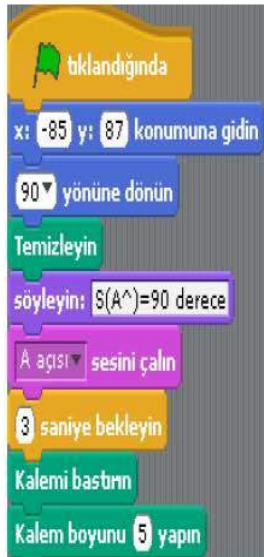 tıklandığında
x: -85 y: 87 konumuna gidin
90 yönüne dönün
Temizleyin
söyleyin: S(A^)=90 derece
A açısı sesini çalın
3 saniye bekleyin
Kalemi bastırın
Kalem boyunu 5 yapın